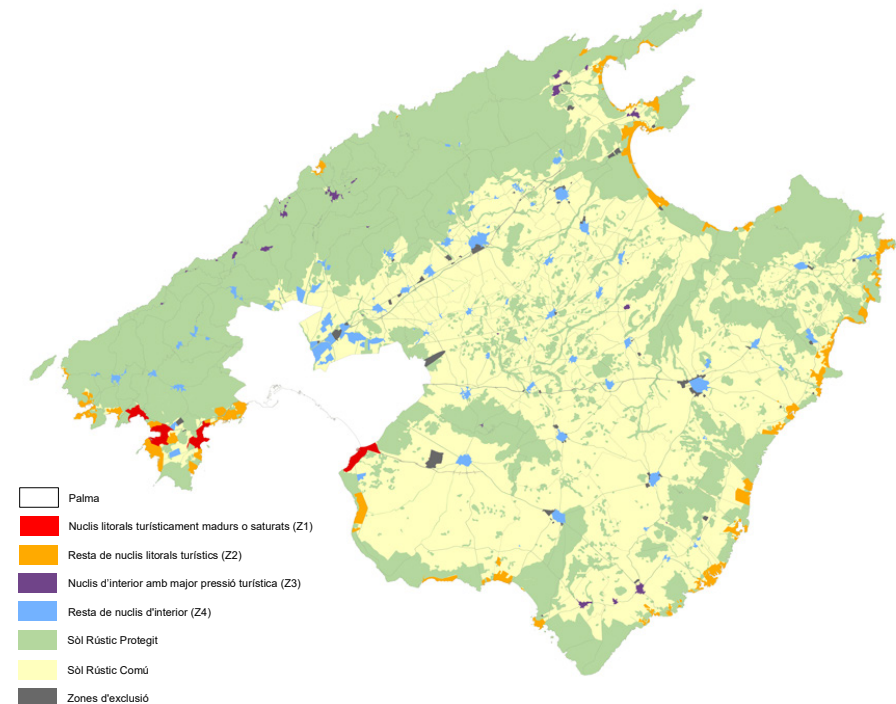 Palma
Nuclis litorals turísticament madurs o saturats (Z1)
Resta de nuclis litorals turístics (Z2)
Nuclis d'interior amb major pressió turística (Z3)
Resta de nuclis d'interior (Z4)
Sòl Rústic Protegit
Sòl Rústic Comú
Zones d'exclusió